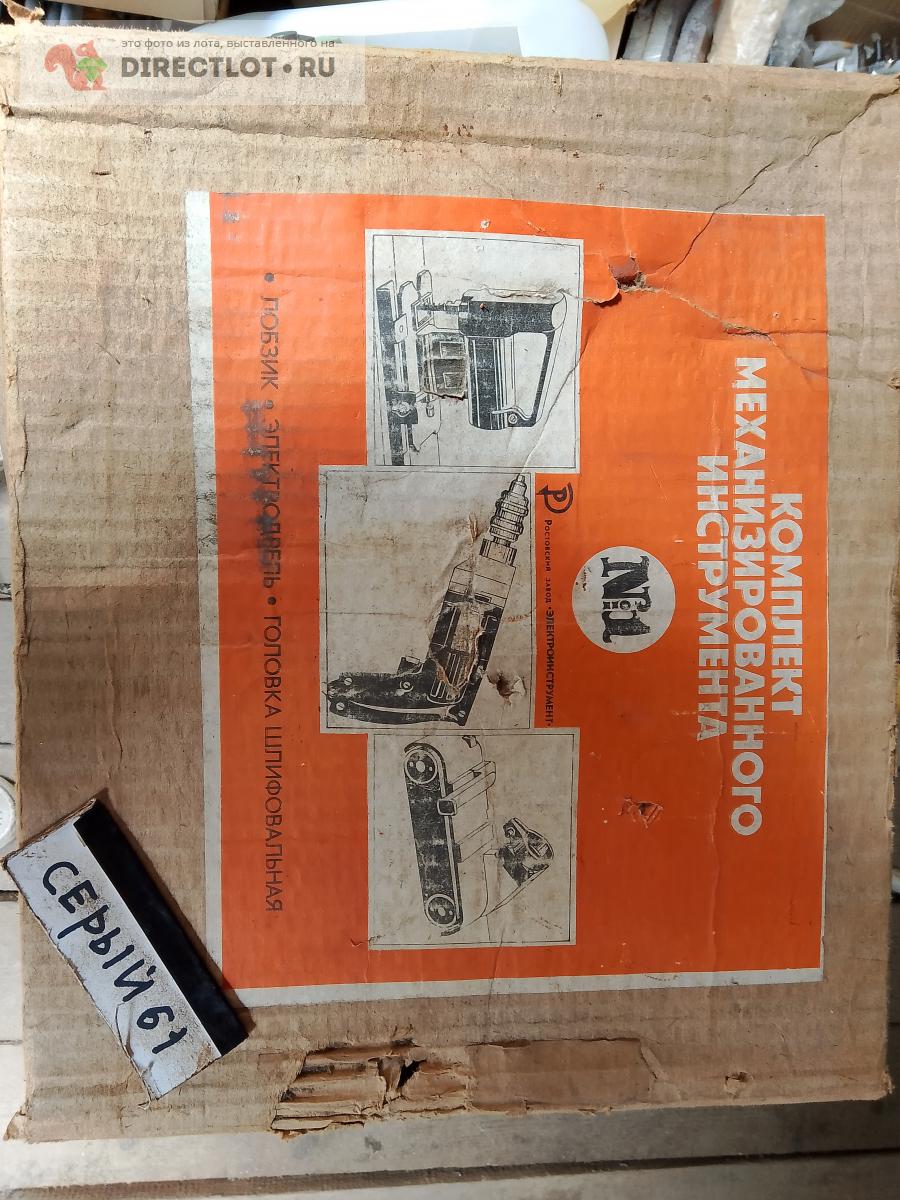 это фото из лота, выставленного на
DIRECTLOT•RU
КОМПЛЕКТ
МЕХАНИЗИРОВАННОГО
ИНСТРУМЕНТА
№1
Ростовский завод «ЭЛЕКТРОИНСТРУМЕНТ»
• ЛОБЗИК • ЭЛЕКТРОДРЕЛЬ • ГОЛОВКА ШЛИФОВАЛЬНАЯ
СЕРЫЙ 61